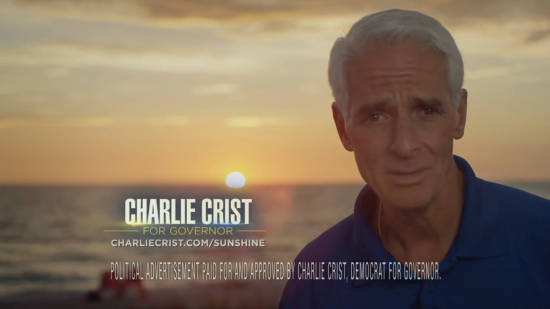 CHARLIE CRIST
FOR GOVERNOR
CHARLIECRIST.COM/SUNSHINE
POLITICAL ADVERTISEMENT PAID FOR AND APPROVED BY CHARLIE CRIST, DEMOCRAT FOR GOVERNOR.